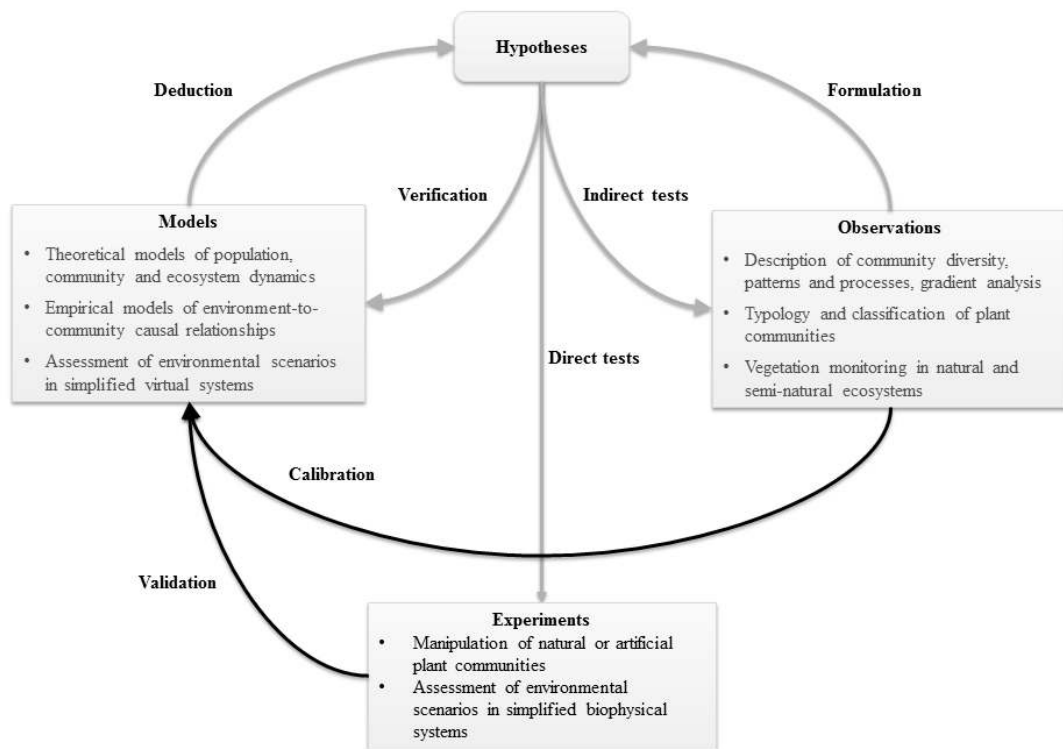 Hypotheses
Deduction
Formulation
Verification
Indirect tests
Models
• Theoretical models of population,
community and ecosystem dynamics
• Empirical models of environment-to-
community causal relationships
• Assessment of environmental scenarios
in simplified virtual systems
Observations
• Description of community diversity,
patterns and processes, gradient analysis
• Typology and classification of plant
communities
• Vegetation monitoring in natural and
semi-natural ecosystems
Direct tests
Calibration
Validation
Experiments
• Manipulation of natural or artificial
plant communities
• Assessment of environmental
scenarios in simplified biophysical
systems